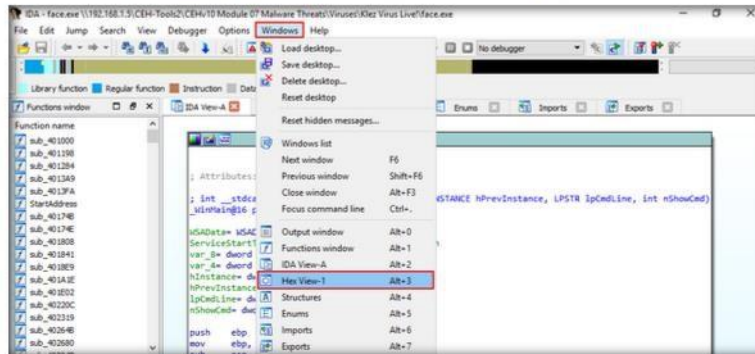 IDA - face.exe \\192.168.1.5\CEH-Tools2\CEHv10 Module 07 Malware Threats\Viruses\Klez Virus Live!\face.exe
File Edit Jump Search View Debugger Options Windows Help
No debugger
Library function Regular function Instruction
Functions window
IDA View-A
Enums
Imports
Exports
Function name
sub_401000
sub_401198
sub_401284
sub_4013A9
sub_4013FA
StartAddress
sub_40174B
sub_40174E
sub_401808
sub_401841
sub_4018E9
sub_401A1E
sub_401E02
sub_40220C
sub_402319
sub_40264B
sub_402680
Load desktop...
Save desktop...
Delete desktop...
Reset desktop
Reset hidden messages...
Windows list
Next window F6
Previous window Shift+F6
Close window Alt+F3
Focus command line Ctrl+.
Output window Alt+0
Functions window Alt+1
IDA View-A Alt+2
Hex View-1 Alt+3
Structures Alt+4
Enums Alt+5
Imports Alt+6
Exports Alt+7
; Attributes:
; int __stdca
NSTANCE hPrevInstance, LPSTR lpCmdLine, int nShowCmd)
_WinMain@16 p
WSAData= WSAD
ServiceStartT
var_8= dword
var_4= dword
hInstance= dw
hPrevInstance
lpCmdLine= dw
nShowCmd= dwo
push ebp
mov ebp,